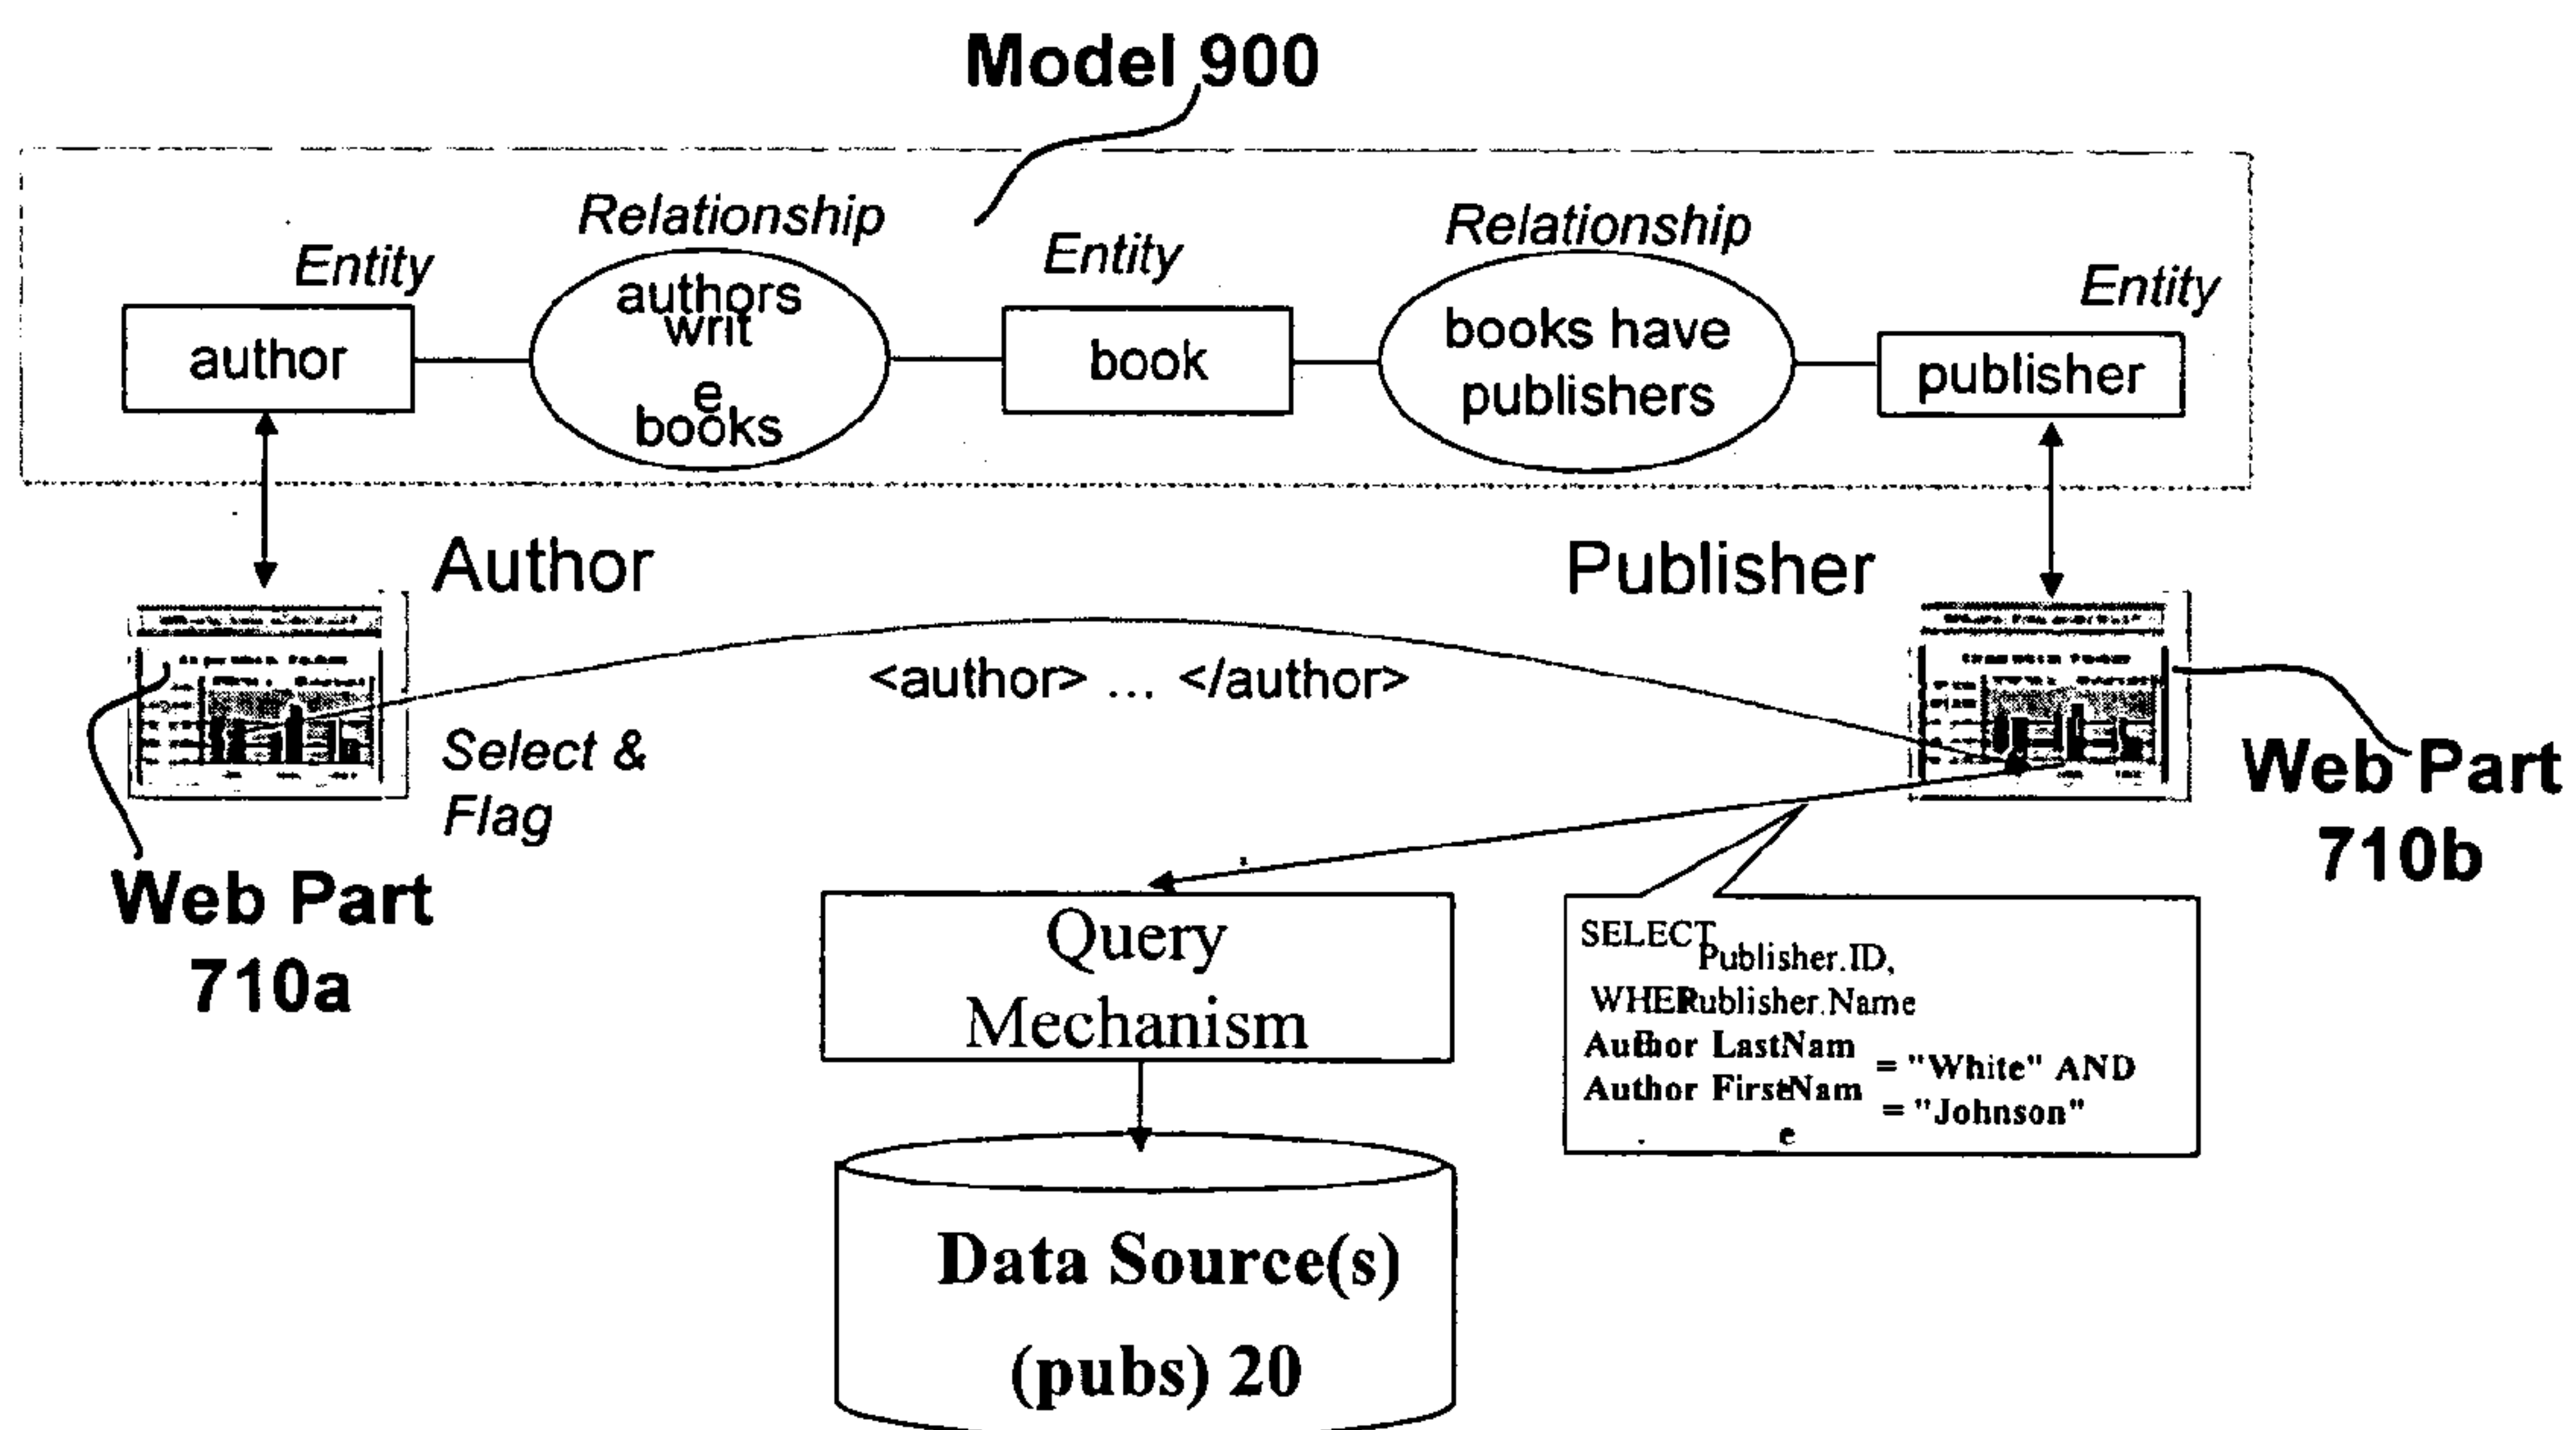 Model 900
Relationship
Relationship
Entity
Entity
Entity
author
authors
writ
e
books
book
books have
publishers
publisher
Author
Publisher
<author> ... </author>
Select &
Flag
Web Part
710a
Web Part
710b
Query
Mechanism
SELECT
Publisher.ID,
WHER
Publisher.Name
E
Author LastNam
e
= "White" AND
Author FirstNam
e
= "Johnson"
Data Source(s)
(pubs) 20